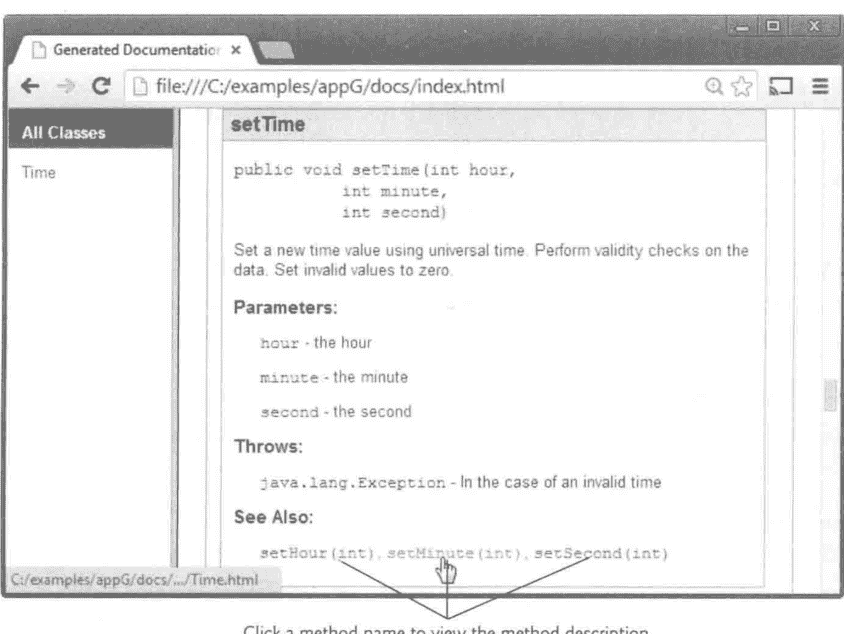 Generated Documentation
file:///C:/examples/appG/docs/index.html
All Classes
Time
setTime
public void setTime(int hour,
int minute,
int second)
Set a new time value using universal time. Perform validity checks on the
data. Set invalid values to zero.
Parameters:
hour - the hour
minute - the minute
second - the second
Throws:
java.lang.Exception - In the case of an invalid time
See Also:
setHour(int), setMinute(int), setSecond(int)
C:/examples/appG/docs/.../Time.html
Click a method name to view the method description